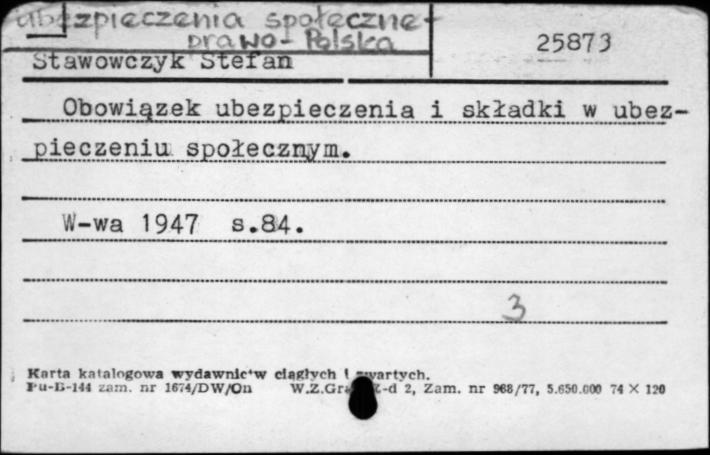 ubezpieczenia społeczne-
prawo-Polska
25873
Stawowczyk Stefan
Obowiązek ubezpieczenia i składki w ubez-
pieczeniu społecznym.
W-wa 1947 s.84.
3
Karta katalogowa wydawnictw ciągłych i zwartych.
Pu-B-144 zam. nr 1674/DW/On W.Z.Graf. Z-d 2, Zam. nr 968/77, 5.650.000 74 X 120